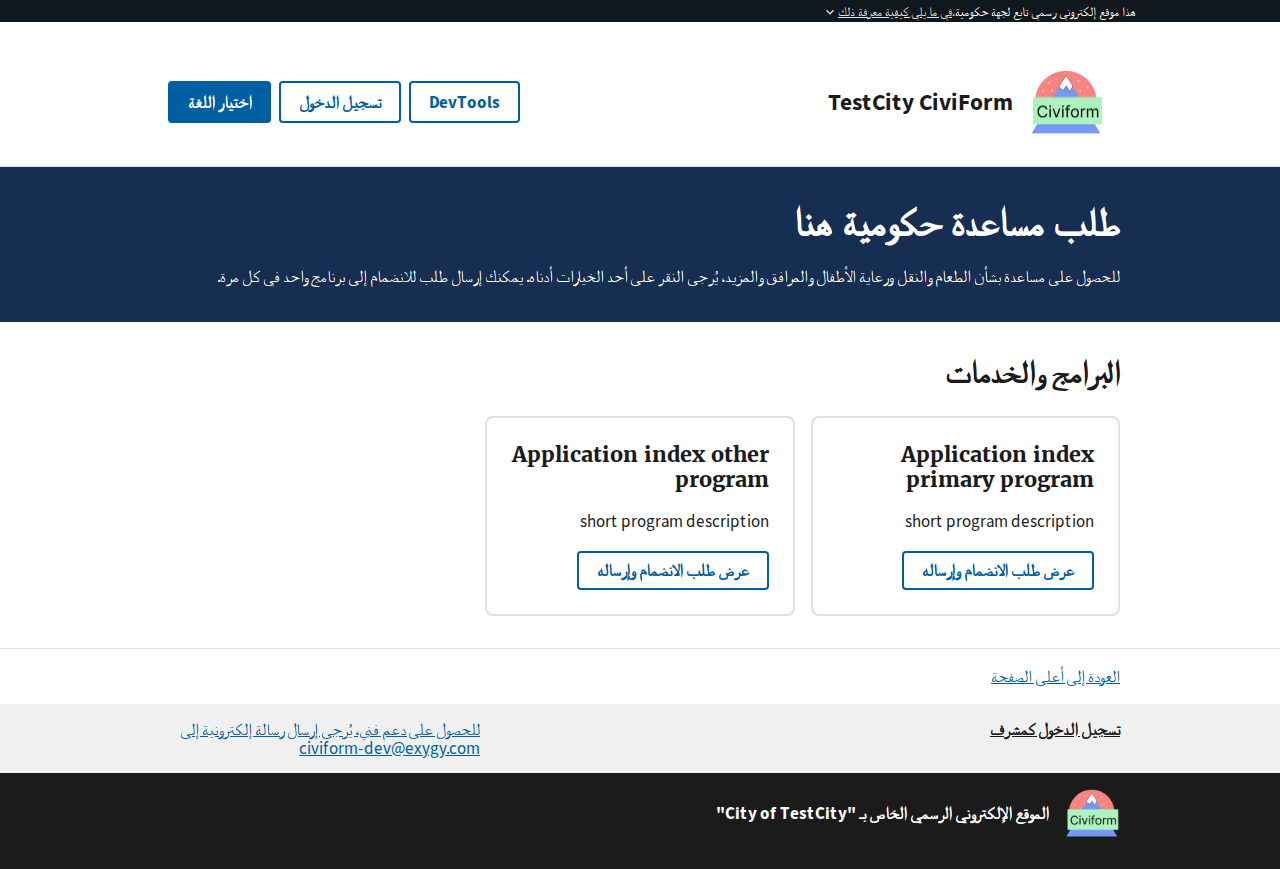 هذا موقع إلكتروني رسمي تابع لجهة حكومية.في ما يلي كيفية معرفة ذلك
Civiform
TestCity CiviForm
DevTools
تسجيل الدخول
اختيار اللغة
طلب مساعدة حكومية هنا
للحصول على مساعدة بشأن الطعام والنقل ورعاية الأطفال والمرافق والمزيد، يُرجى النقر على أحد الخيارات أدناه. يمكنك إرسال طلب للانضمام إلى برنامج واحد في كل مرة.
البرامج والخدمات
Application index
primary program
short program description
عرض طلب الانضمام وإرساله
Application index other
program
short program description
عرض طلب الانضمام وإرساله
العودة إلى أعلى الصفحة
تسجيل الدخول كمشرف
للحصول على دعم فني، يُرجى إرسال رسالة إلكترونية إلى
civiform-dev@exygy.com
Civiform
الموقع الإلكتروني الرسمي الخاص بـ "City of TestCity"